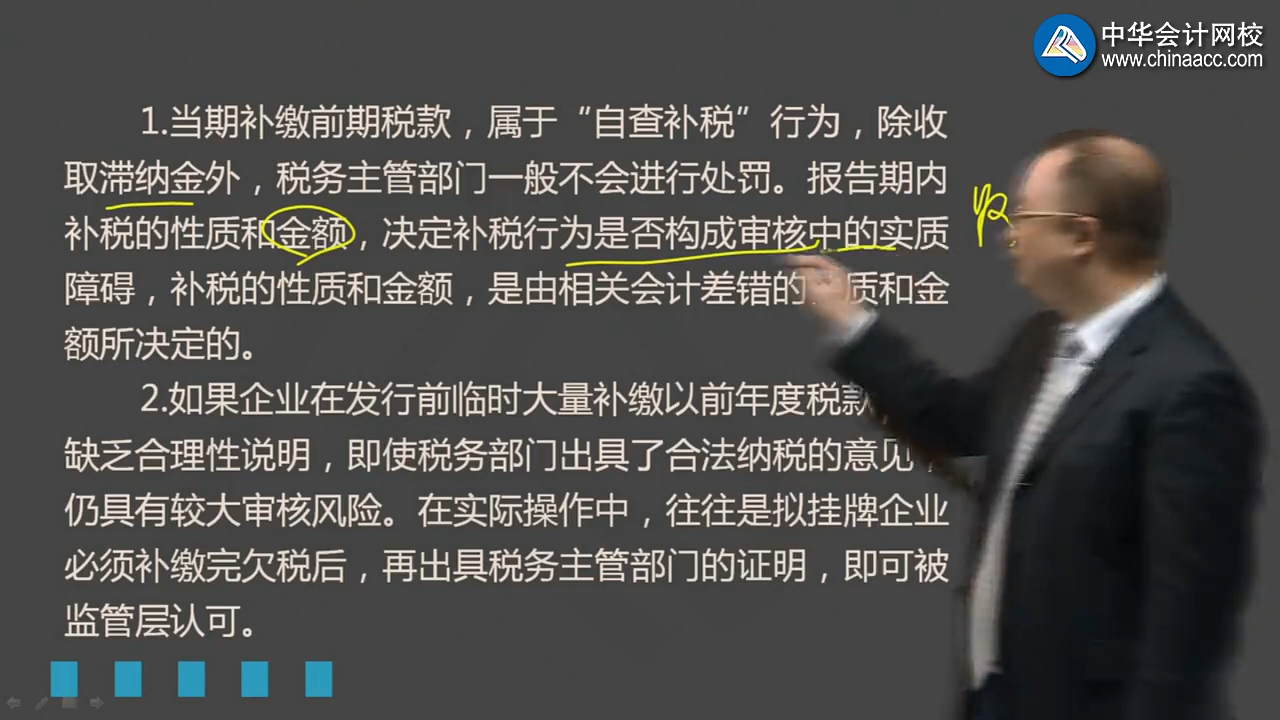 中华会计网校
www.chinaacc.com
1.当期补缴前期税款，属于“自查补税”行为，除收
取滞纳金外，税务主管部门一般不会进行处罚。报告期内
补税的性质和金额，决定补税行为是否构成审核中的实质
障碍，补税的性质和金额，是由相关会计差错的 质和金
额所决定的。
2.如果企业在发行前临时大量补缴以前年度税款
缺乏合理性说明，即使税务部门出具了合法纳税的意见，
仍具有较大审核风险。在实际操作中，往往是拟挂牌企业
必须补缴完欠税后，再出具税务主管部门的证明，即可被
监管层认可。